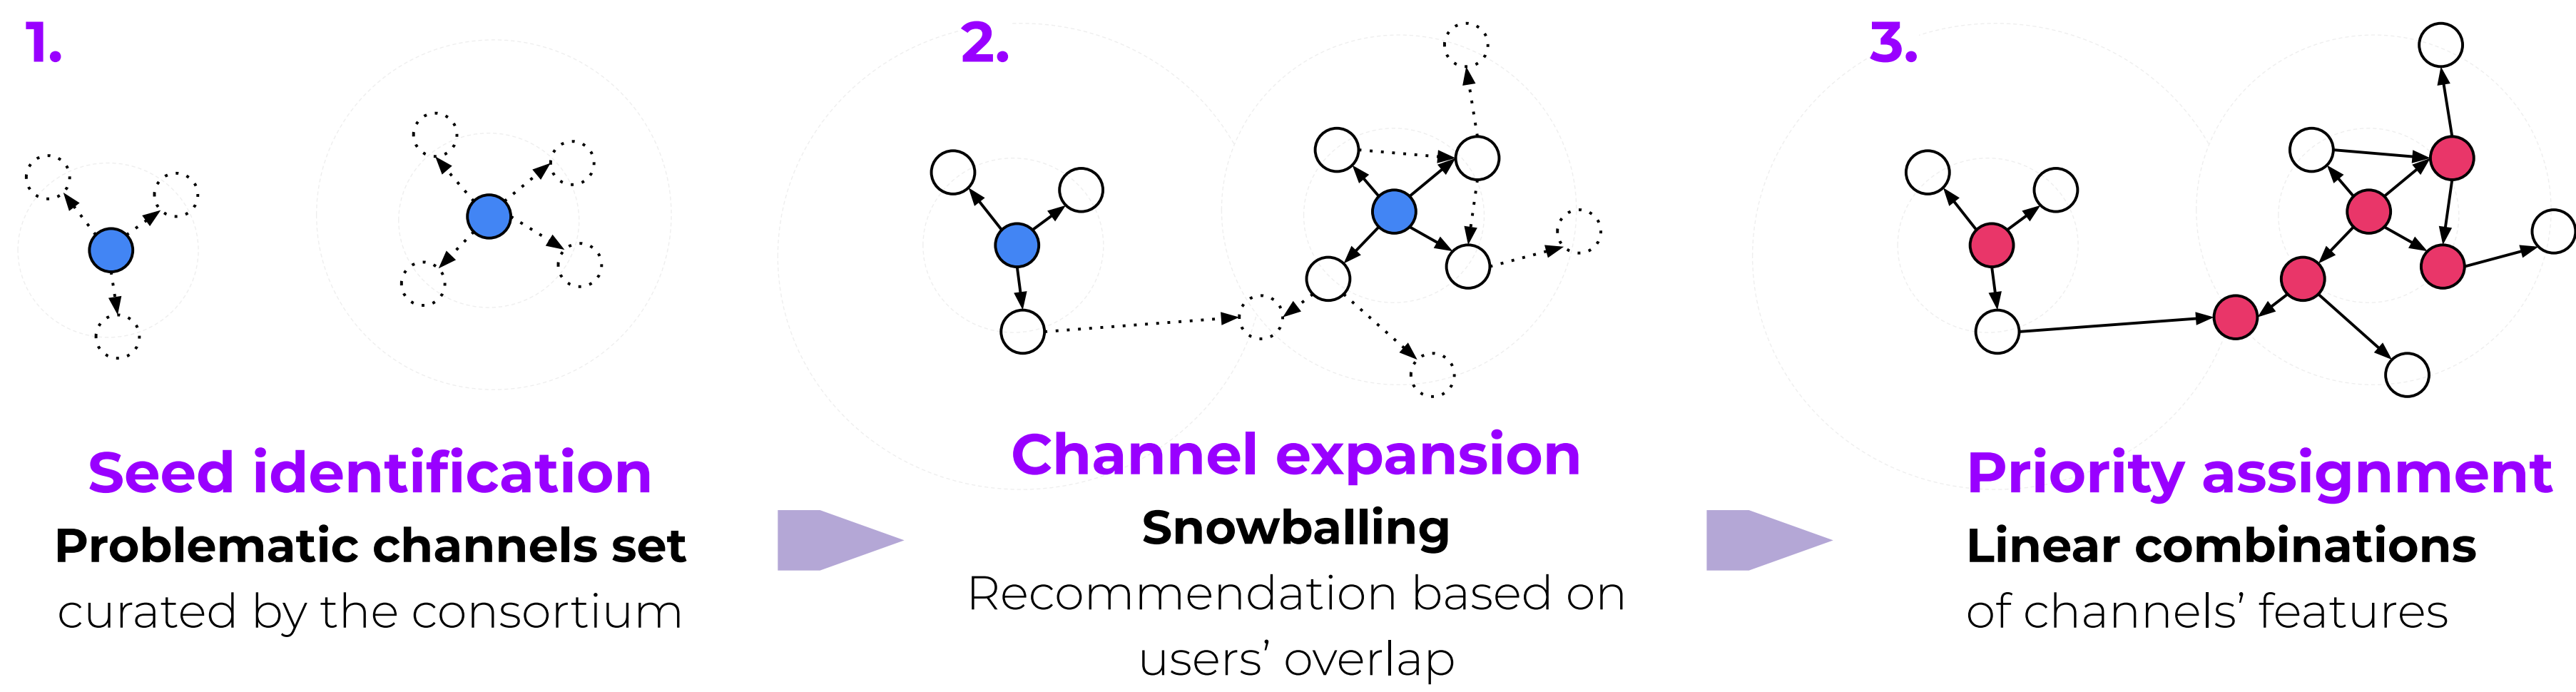 1.
Seed identification
Problematic channels set
curated by the consortium
2.
Channel expansion
Snowballing
Recommendation based on
users’ overlap
3.
Priority assignment
Linear combinations
of channels’ features